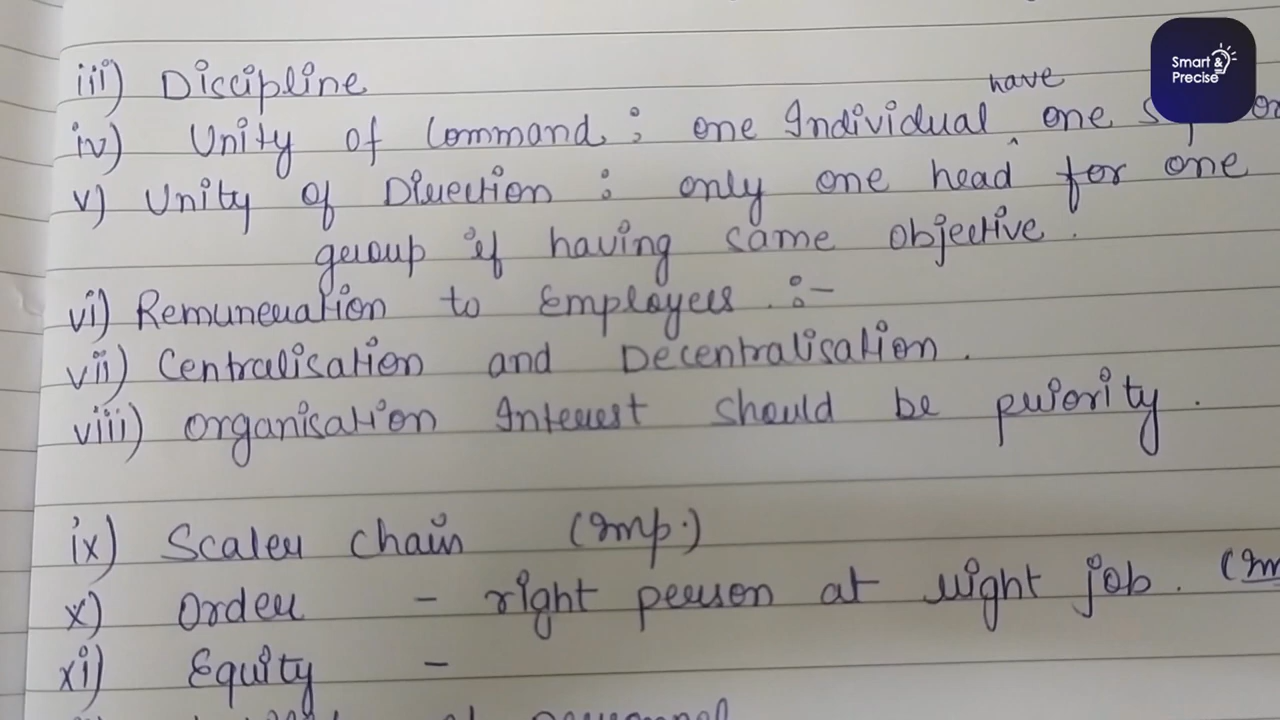 Smart &
Precise
iii) Discipline
have
iv) Unity of Command : one Individual ^ one
v) Unity of Direction : only one head for one
group if having same objective.
vi) Remuneration to Employees. :-
vii) Centralisation and Decentralisation.
viii) Organisation Interest should be priority.
ix) Scaler chain (Imp.)
x) Order - right person at right job.
xi) Equity -
personnel